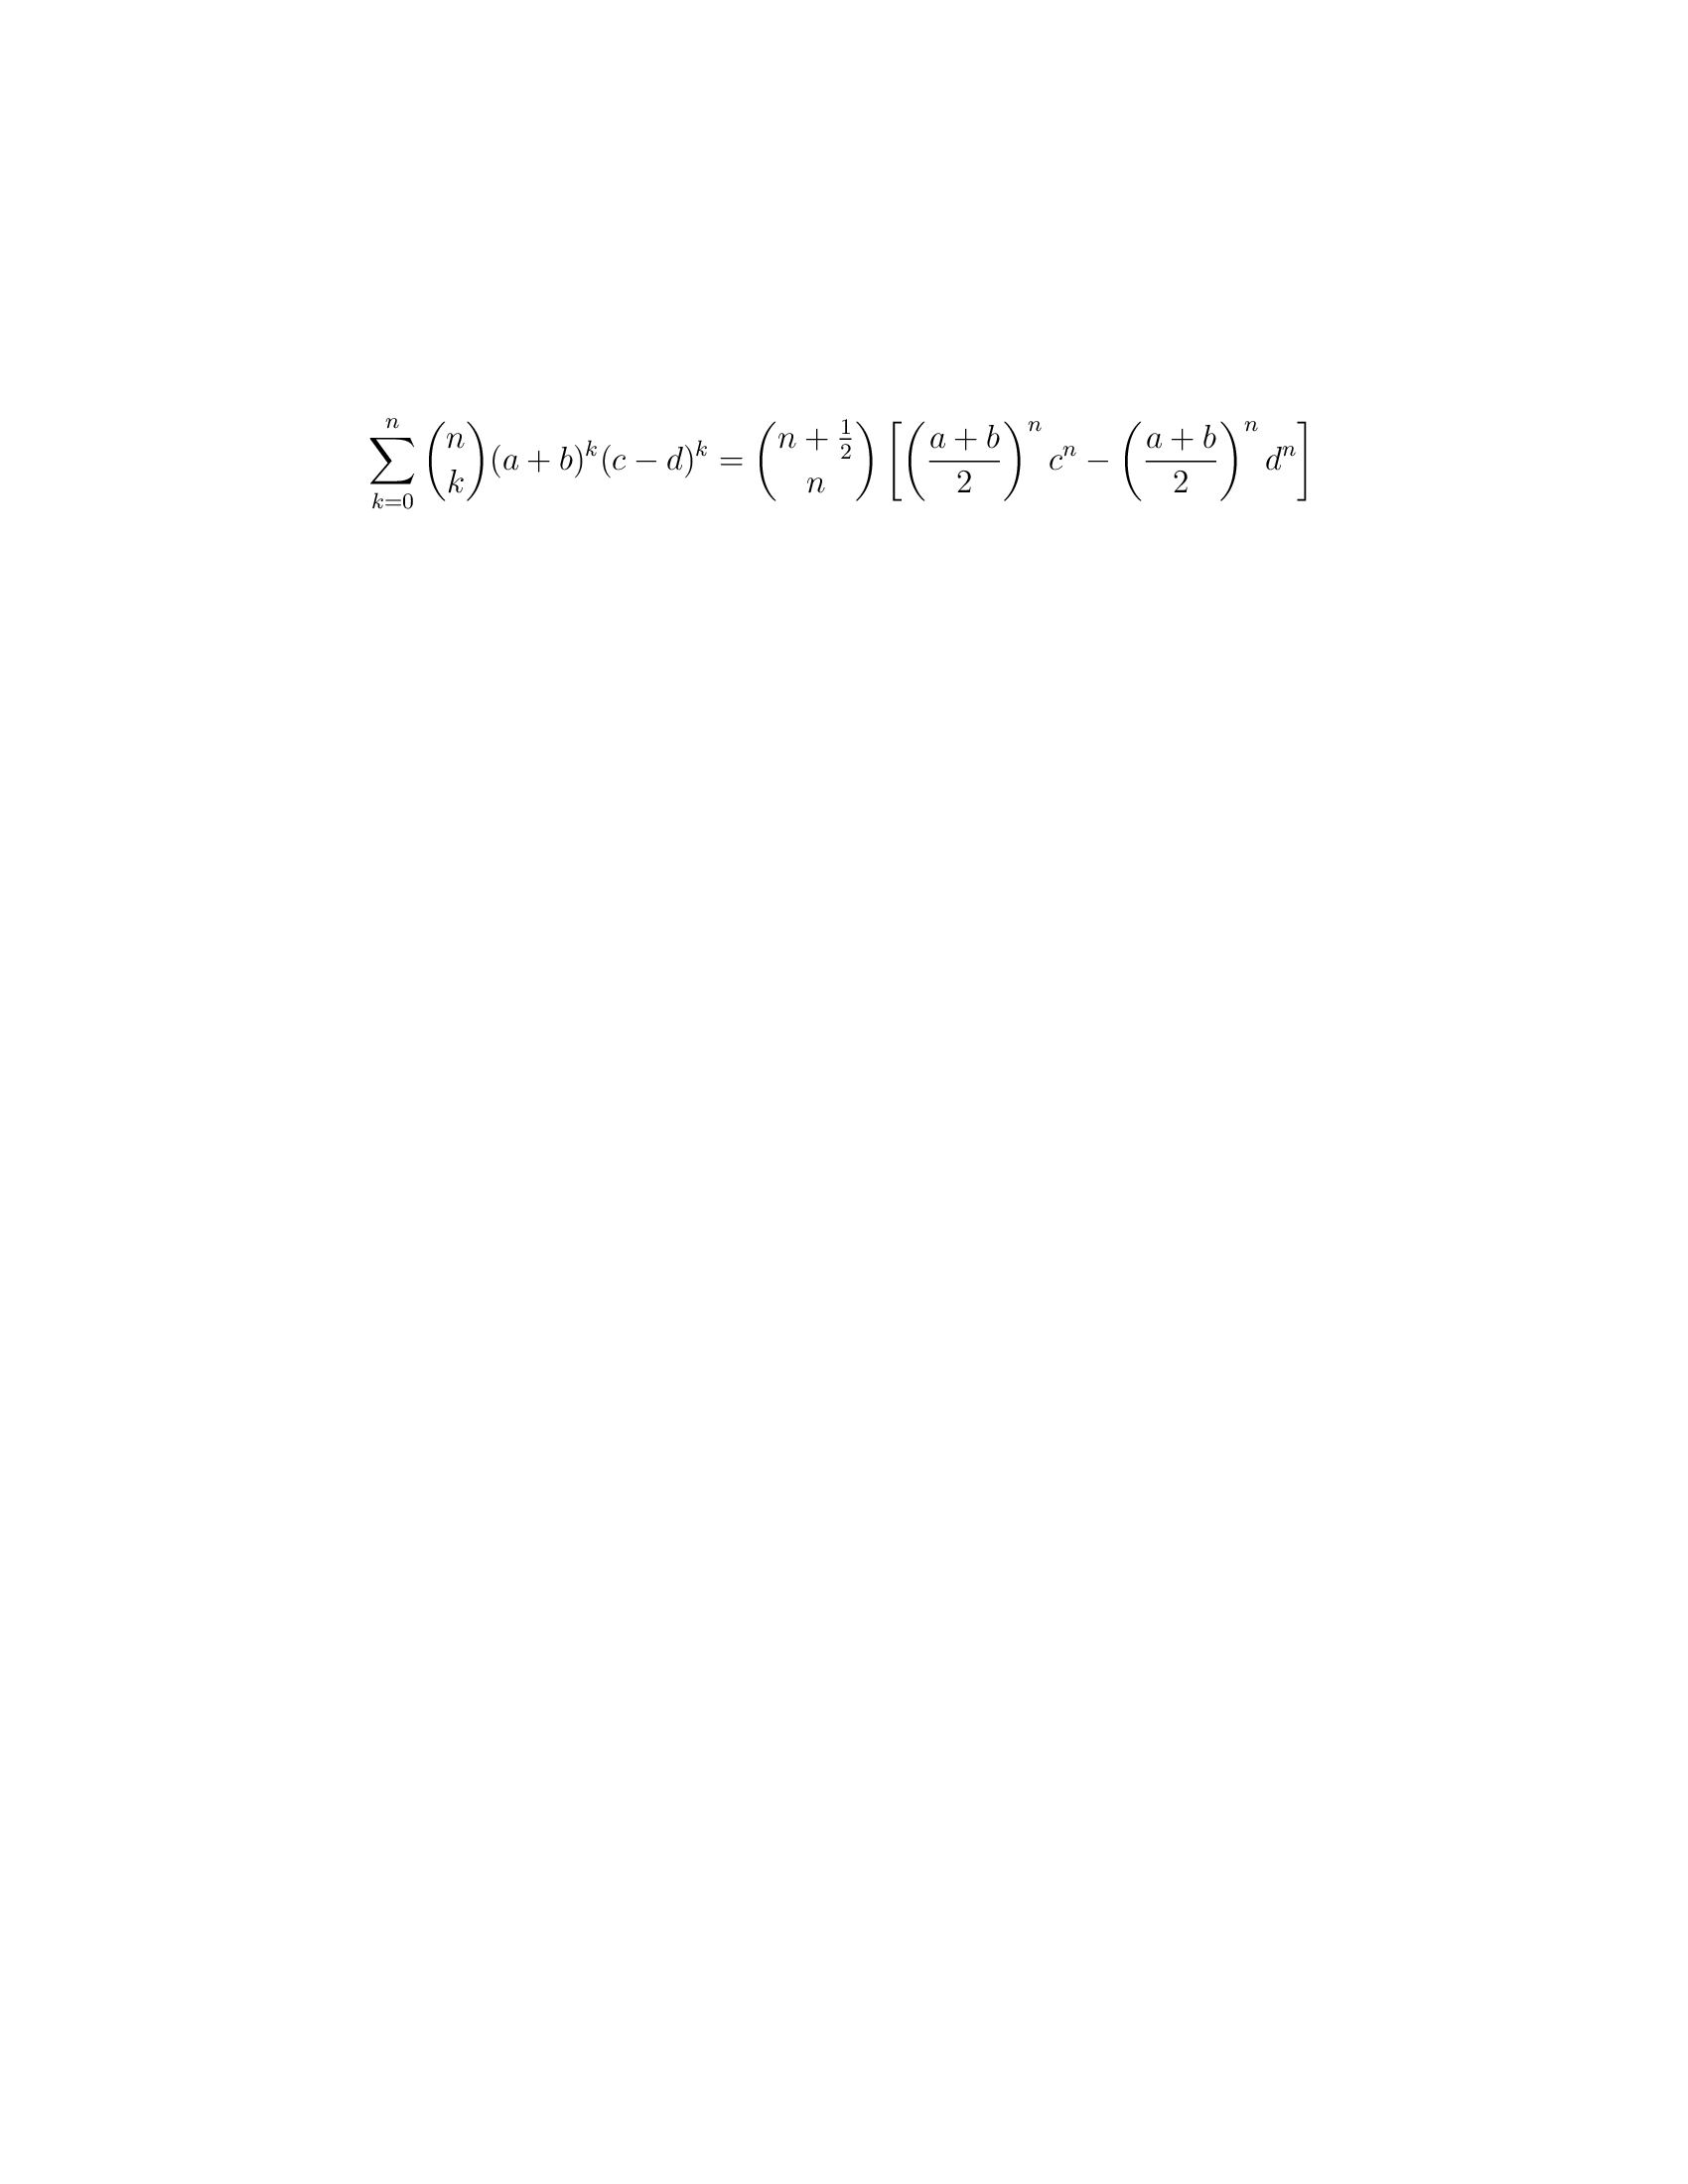 $$\sum_{k=0}^{n} \binom{n}{k} (a+b)^k (c-d)^k = \binom{n+\frac{1}{2}}{n} \left[ \left( \frac{a+b}{2} \right)^n c^n - \left( \frac{a+b}{2} \right)^n d^n \right]$$